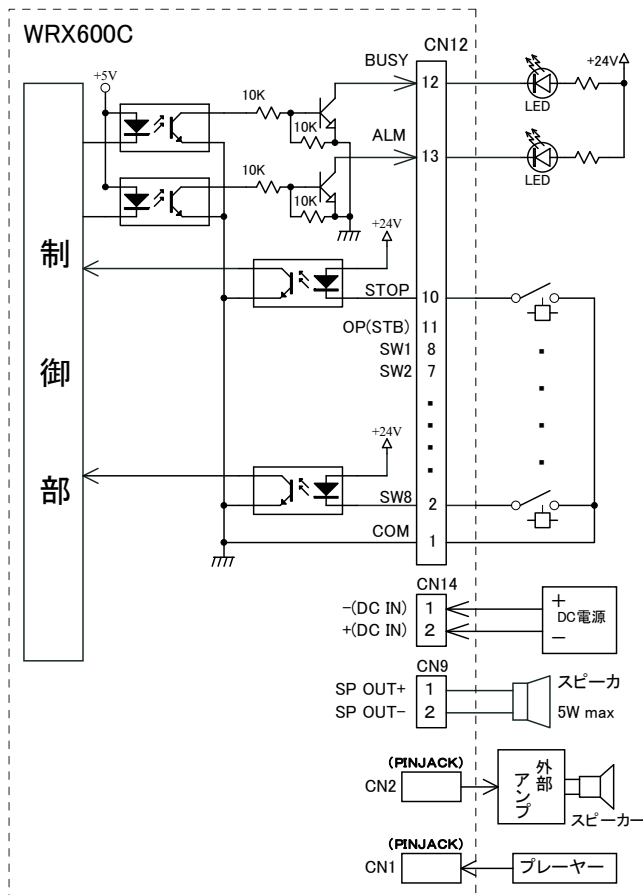 WRX600C
CN12
+5V
BUSY
12
+24V
10K
10K
LED
ALM
13
10K
10K
LED
+24V
制
御
部
STOP
10
OP(STB)
11
SW1
8
SW2
7
+24V
SW8
2
COM
1
CN14
-(DC IN)
1
+(DC IN)
2
+
DC電源
−
CN9
SP OUT+
1
SP OUT-
2
スピーカ
5W max
(PINJACK)
CN2
外部
アンプ
スピーカー
(PINJACK)
CN1
プレーヤー